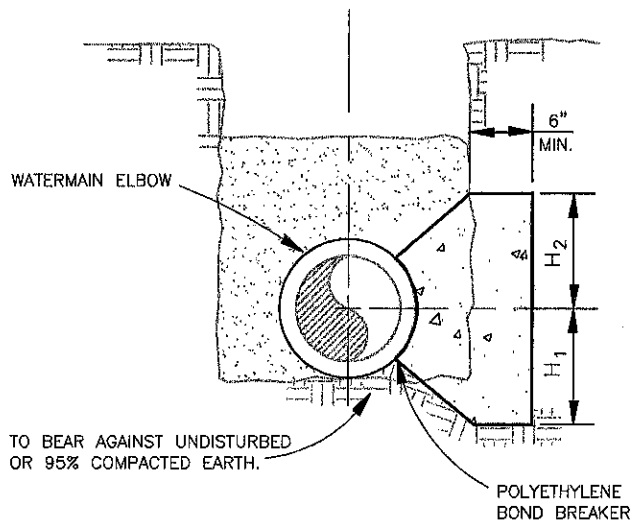 6"
MIN.
WATERMAIN ELBOW
H2
H1
TO BEAR AGAINST UNDISTURBED
OR 95% COMPACTED EARTH.
POLYETHYLENE
BOND BREAKER